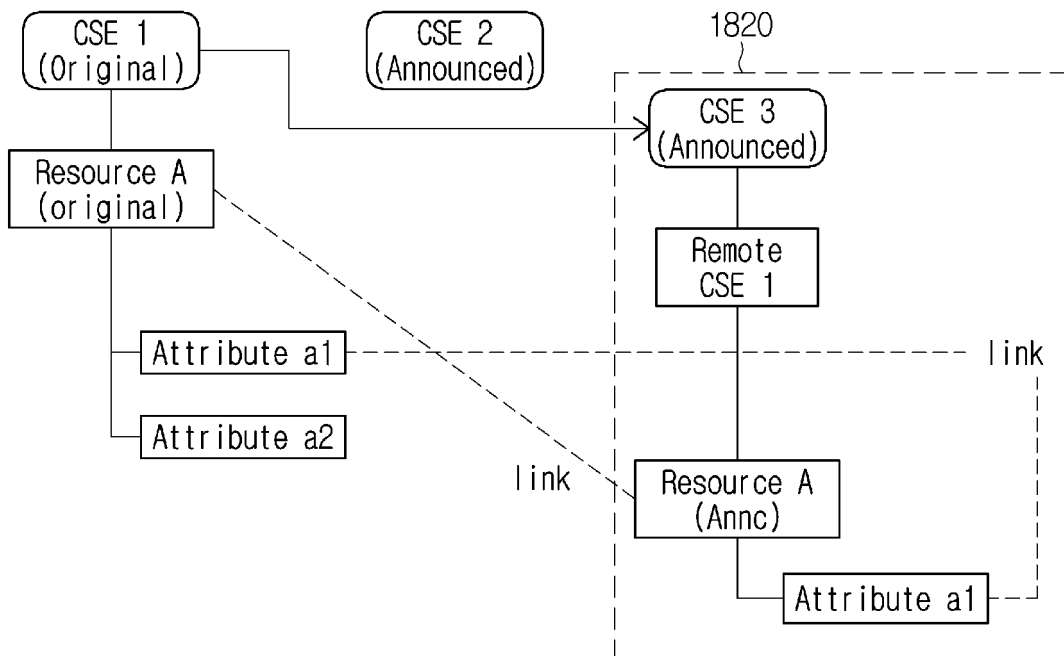 1820
CSE 1
(Original)
CSE 2
(Announced)
CSE 3
(Announced)
Resource A
(original)
Remote
CSE 1
Attribute a1
link
Attribute a2
link
Resource A
(Annc)
Attribute a1